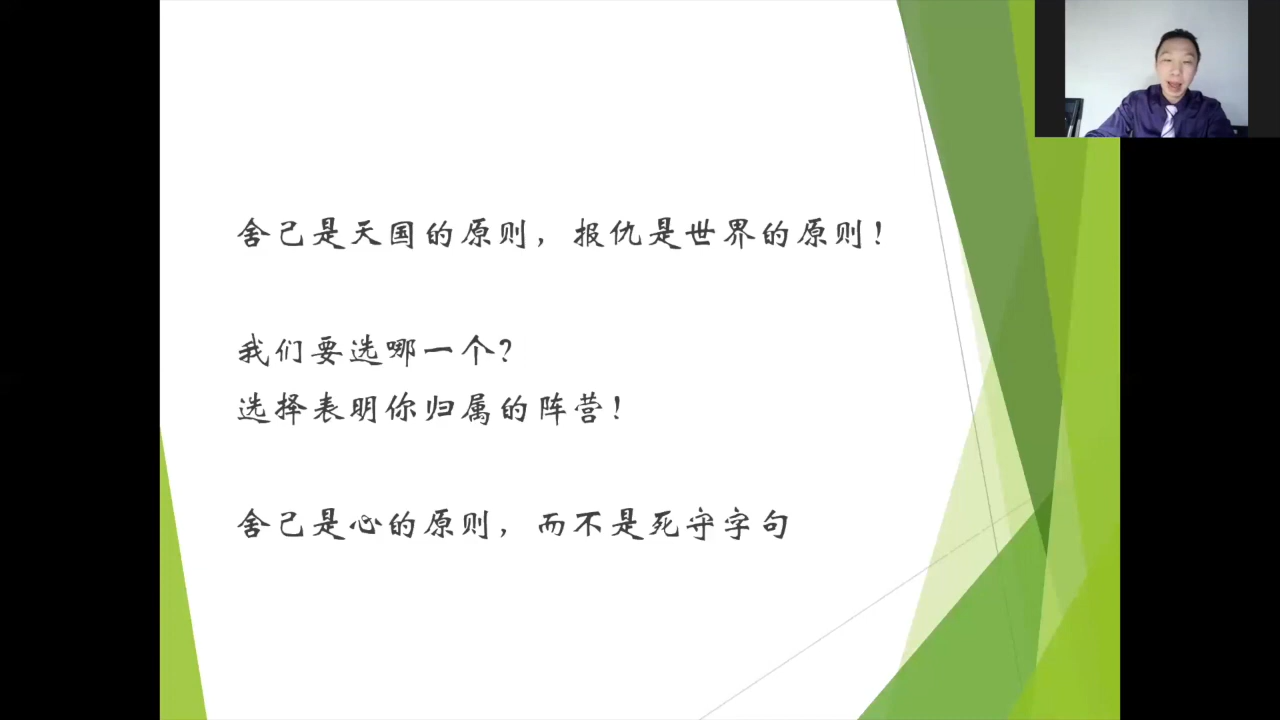 舍己是天国的原则，报仇是世界的原则！
我们要选哪一个？
选择表明你归属的阵营！
舍己是心的原则，而不是死守字句